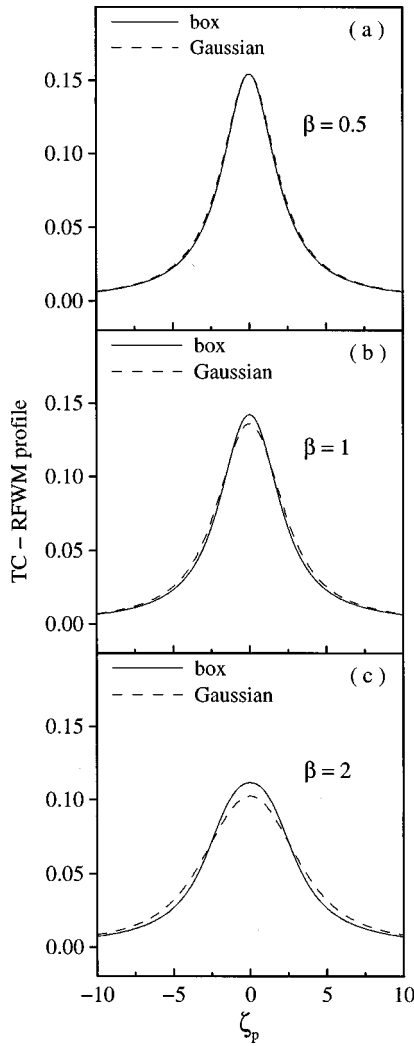 box ( a )
Gaussian
β = 0.5
0.15
0.10
0.05
0.00
box ( b )
Gaussian
β = 1
0.15
0.10
0.05
0.00
TC – RFWM profile
box ( c )
Gaussian
β = 2
0.15
0.10
0.05
0.00
−10 −5 0 5 10
ζp